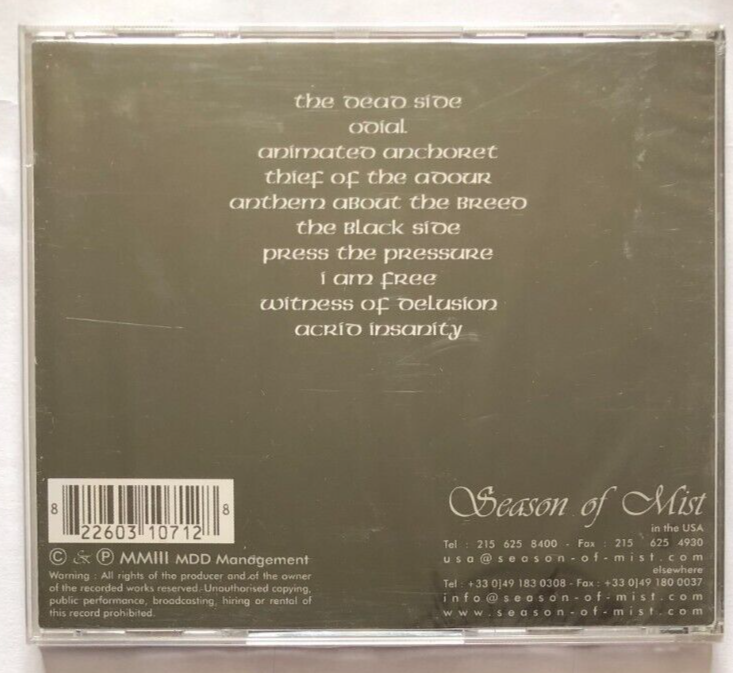 the dead side
odial
animated anchoret
thief of the adour
anthem about the breed
the black side
press the pressure
i am free
witness of delusion
acrid insanity
8 22603 10712 8
© & ℗ MMIII MDD Management
Warning : All rights of the producer and of the owner
of the recorded works reserved. Unauthorised copying,
public performance, broadcasting, hiring or rental of
this record prohibited.
Season of Mist
in the USA
Tel : 215 625 8400 - Fax : 215 625 4930
usa@season-of-mist.com
elsewhere
Tel : +33 0)49 183 0308 - Fax : +33 0)49 180 0037
info@season-of-mist.com
www.season-of-mist.com